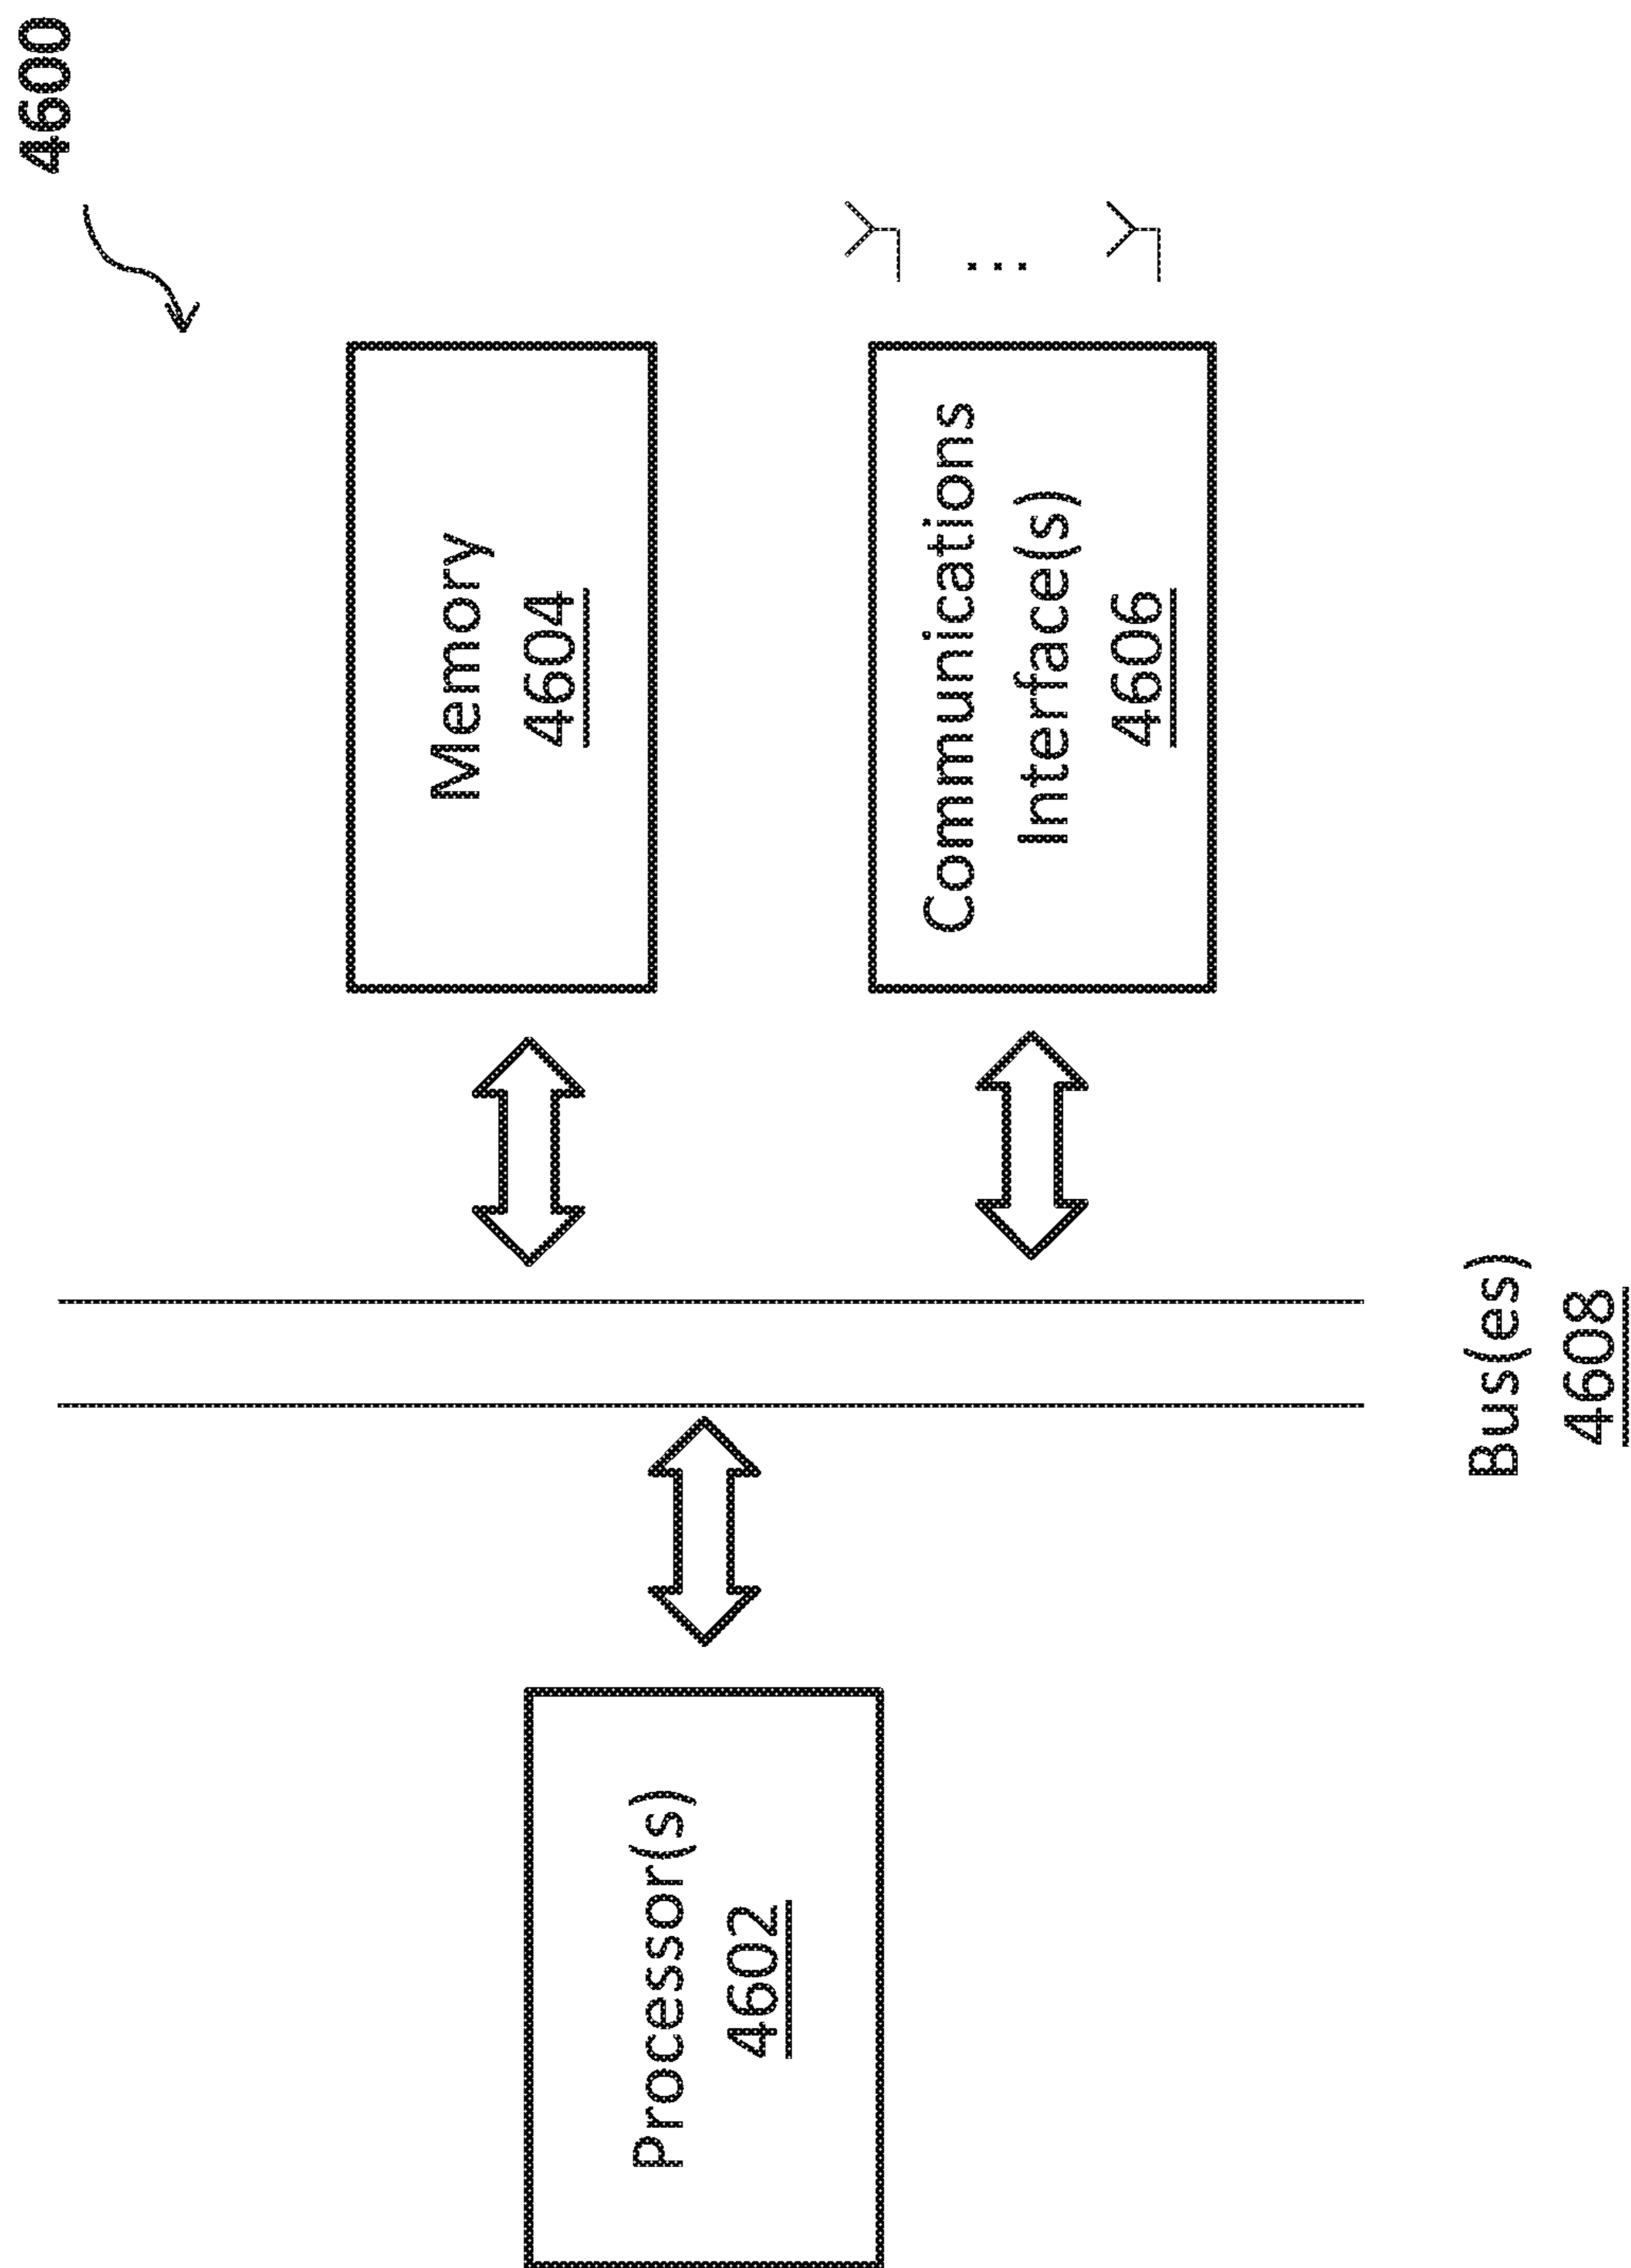 4600
Processor(s)
4602
Memory
4604
Communications
Interface(s)
4606
...
Bus(es)
4608